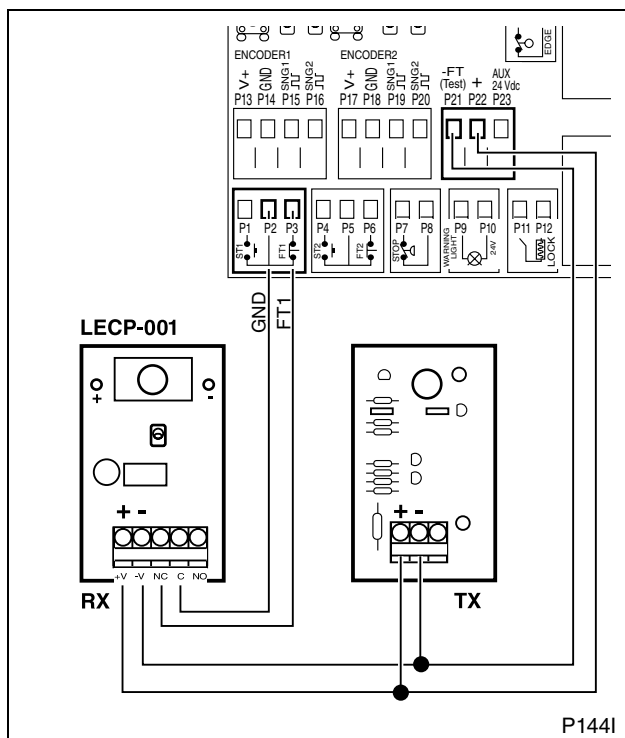 EDGE
ENCODER1
V+
GND
SNG1
SNG2
P13 P14 P15 P16
ENCODER2
V+
GND
SNG1
SNG2
P17 P18 P19 P20
-FT
(Test)
+
AUX
24 Vdc
P21 P22 P23
P1 P2 P3
ST1
FT1
P4 P5 P6
ST2
FT2
P7 P8
STOP
P9 P10
WARNING
LIGHT
24V
P11 P12
LOCK
GND
FT1
LECP-001
+ -
+ -
+V -V NC C NO
RX
+ -
TX
P144I